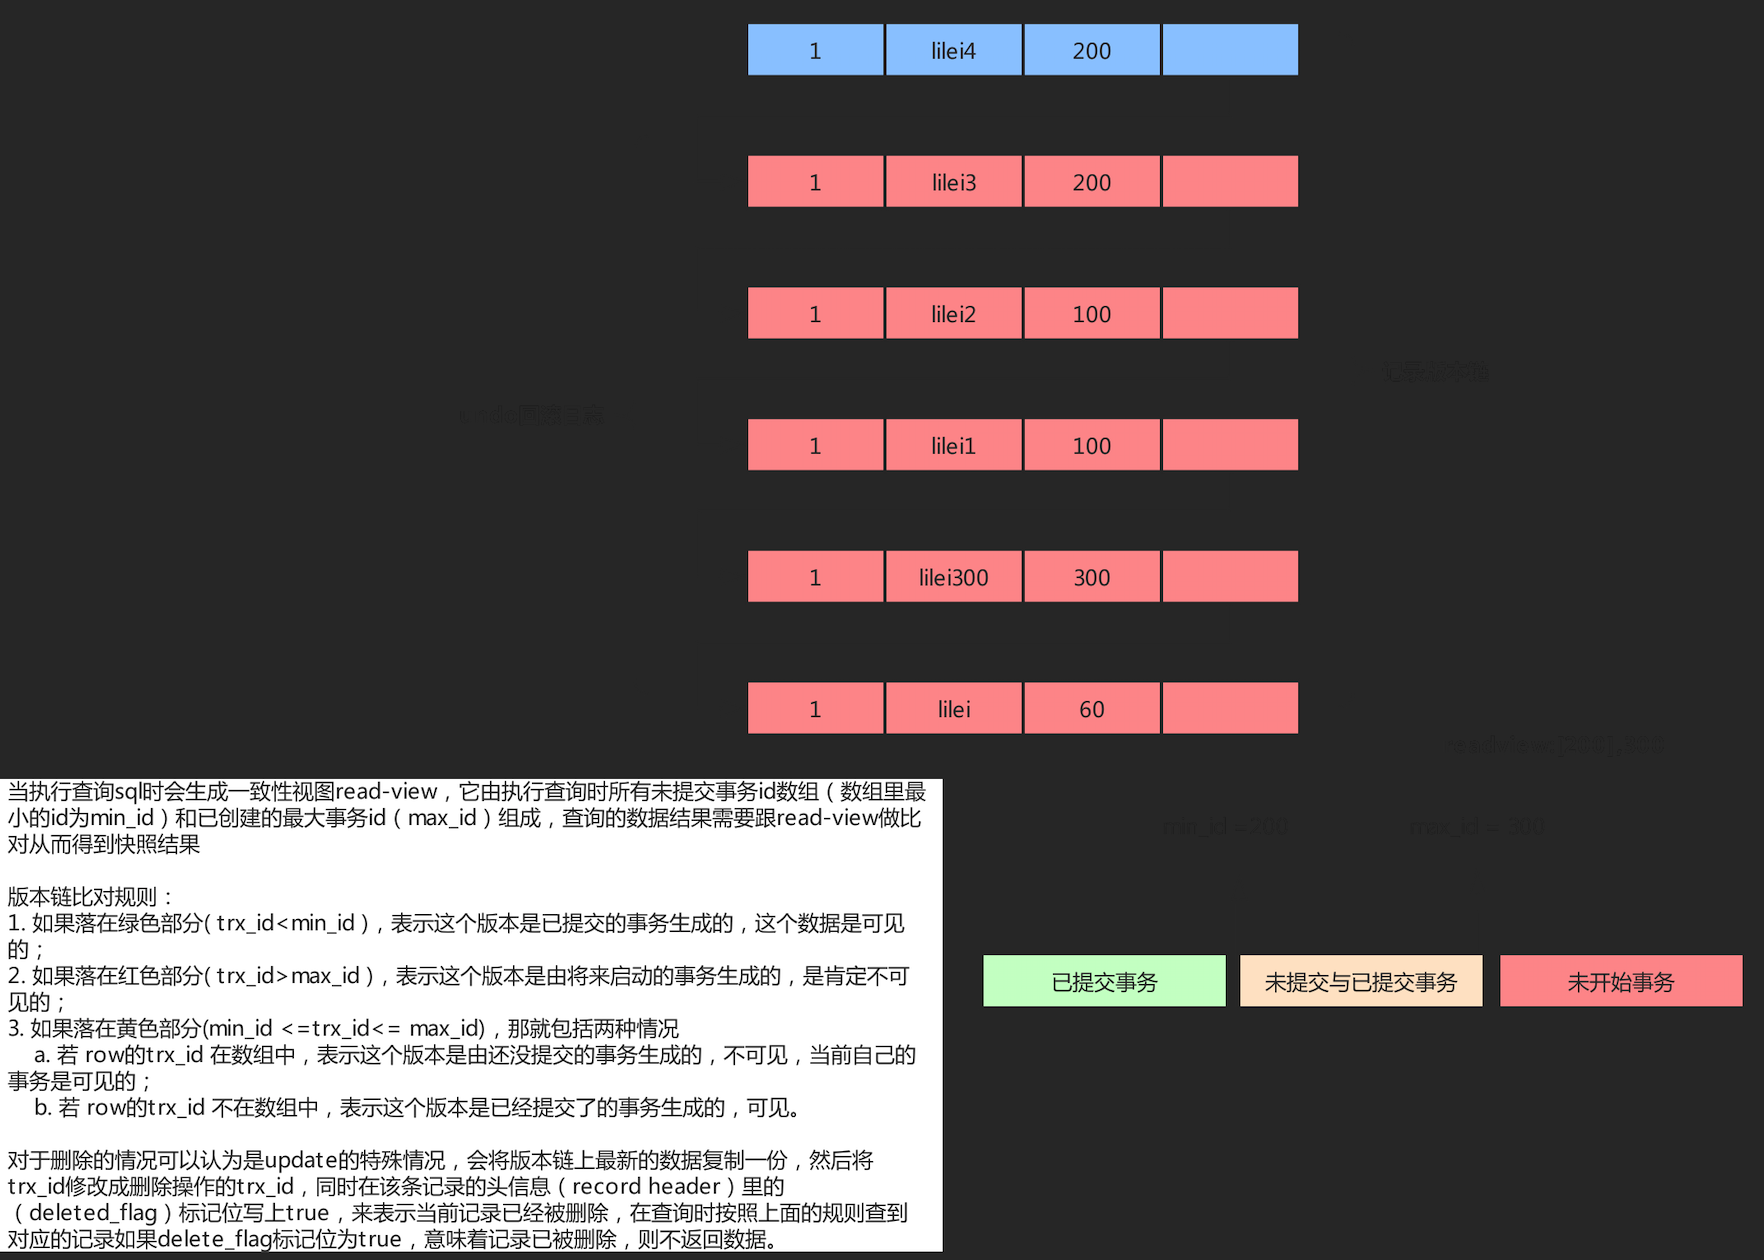 1 lilei4 200
1 lilei3 200
1 lilei2 100
1 lilei1 100
1 lilei300 300
1 lilei 60
min_id =200 max_id = 300
当执行查询sql时会生成一致性视图read-view，它由执行查询时所有未提交事务id数组（数组里最
小的id为min_id）和已创建的最大事务id（max_id）组成，查询的数据结果需要跟read-view做比
对从而得到快照结果
版本链比对规则：
1. 如果落在绿色部分( trx_id<min_id )，表示这个版本是已提交的事务生成的，这个数据是可见
的；
2. 如果落在红色部分( trx_id>max_id )，表示这个版本是由将来启动的事务生成的，是肯定不可
见的；
3. 如果落在黄色部分(min_id <=trx_id<= max_id)，那就包括两种情况
a. 若 row的trx_id 在数组中，表示这个版本是由还没提交的事务生成的，不可见，当前自己的
事务是可见的；
b. 若 row的trx_id 不在数组中，表示这个版本是已经提交了的事务生成的，可见。
对于删除的情况可以认为是update的特殊情况，会将版本链上最新的数据复制一份，然后将
trx_id修改成删除操作的trx_id，同时在该条记录的头信息（record header）里的
（deleted_flag）标记位写上true，来表示当前记录已经被删除，在查询时按照上面的规则查到
对应的记录如果delete_flag标记位为true，意味着记录已被删除，则不返回数据。
已提交事务 未提交与已提交事务 未开始事务